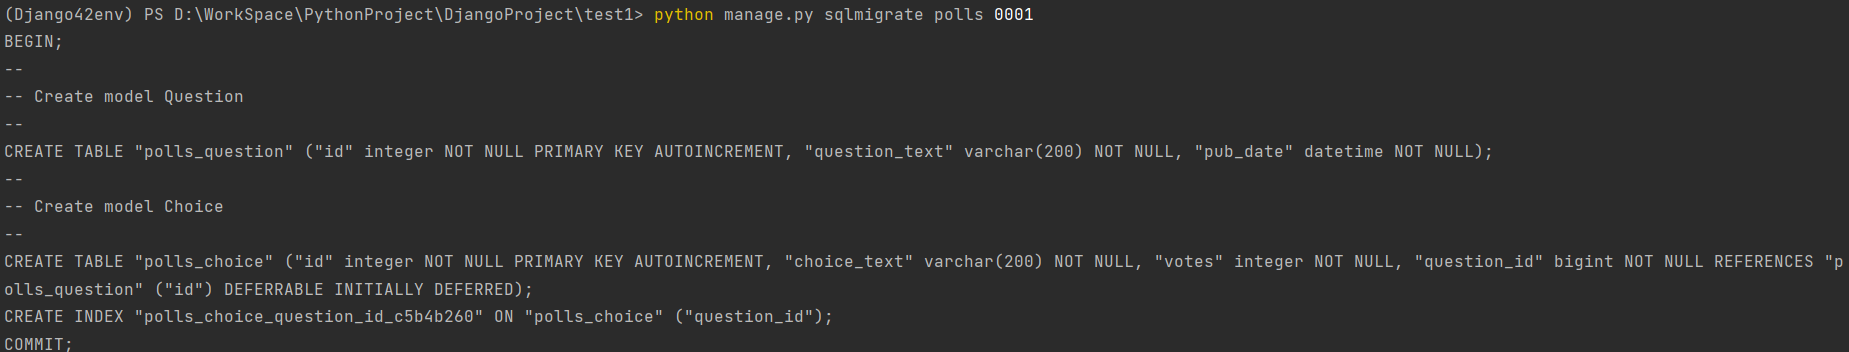 (Django42env) PS D:\WorkSpace\PythonProject\DjangoProject\test1> python manage.py sqlmigrate polls 0001
BEGIN;
--
-- Create model Question
--
CREATE TABLE "polls_question" ("id" integer NOT NULL PRIMARY KEY AUTOINCREMENT, "question_text" varchar(200) NOT NULL, "pub_date" datetime NOT NULL);
--
-- Create model Choice
--
CREATE TABLE "polls_choice" ("id" integer NOT NULL PRIMARY KEY AUTOINCREMENT, "choice_text" varchar(200) NOT NULL, "votes" integer NOT NULL, "question_id" bigint NOT NULL REFERENCES "p
olls_question" ("id") DEFERRABLE INITIALLY DEFERRED);
CREATE INDEX "polls_choice_question_id_c5b4b260" ON "polls_choice" ("question_id");
COMMIT;